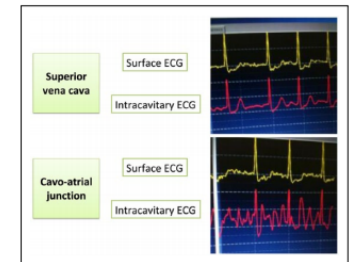 Superior
vena cava
Surface ECG
Intracavitary ECG
Cavo-atrial
junction
Surface ECG
Intracavitary ECG